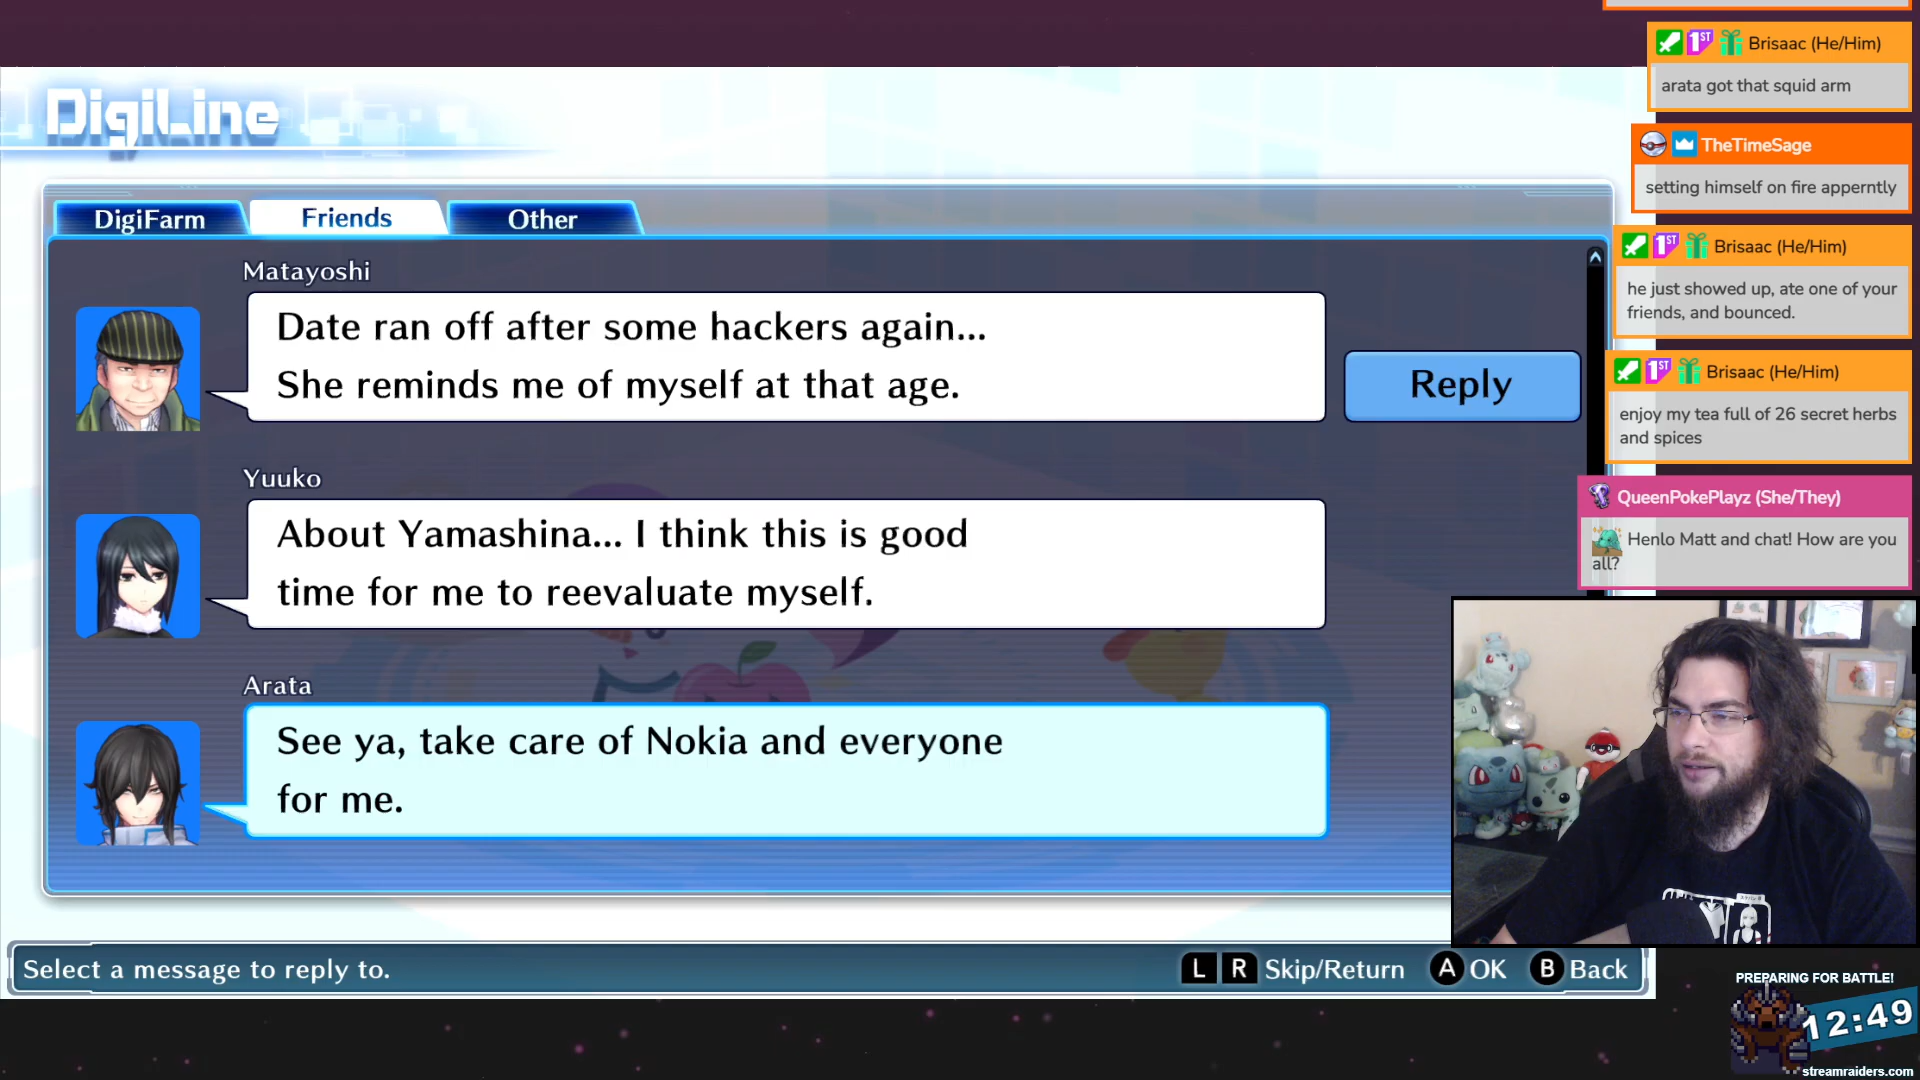 DigiLine
DigiFarm
Friends
Other
Matayoshi
Date ran off after some hackers again...
She reminds me of myself at that age.
Reply
Yuuko
About Yamashina... I think this is good
time for me to reevaluate myself.
Arata
See ya, take care of Nokia and everyone
for me.
Select a message to reply to.
L R Skip/Return A OK B Back
1ST Brisaac (He/Him)
arata got that squid arm
TheTimeSage
setting himself on fire apperntly
1ST Brisaac (He/Him)
he just showed up, ate one of your
friends, and bounced.
1ST Brisaac (He/Him)
enjoy my tea full of 26 secret herbs
and spices
QueenPokePlayz (She/They)
Henlo Matt and chat! How are you
all?
PREPARING FOR BATTLE!
12:49
streamraiders.com